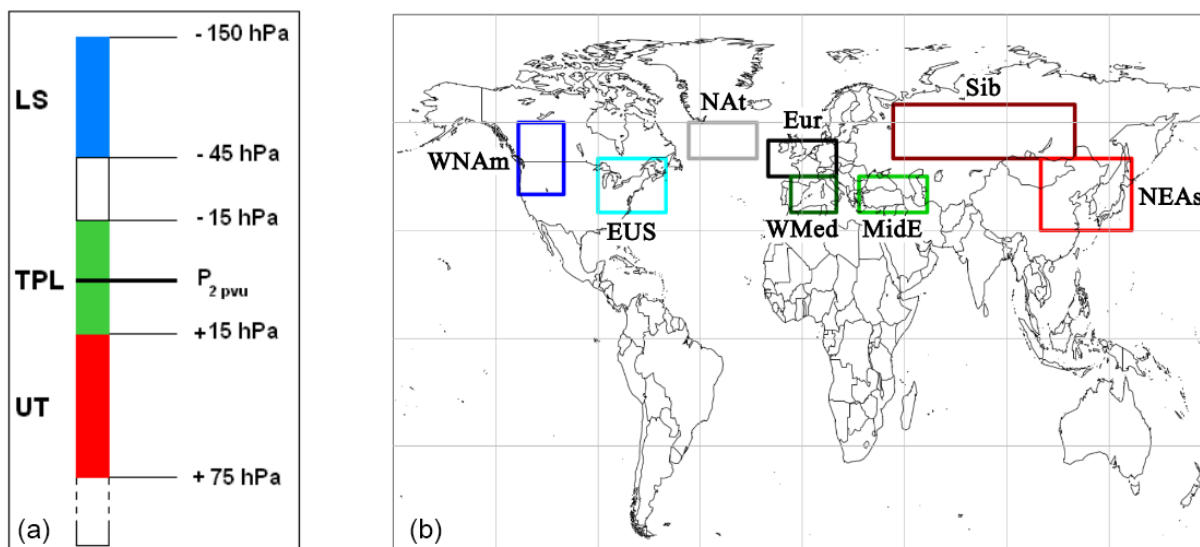 - 150 hPa
LS
- 45 hPa
- 15 hPa
TPL
P2 pvu
+ 15 hPa
UT
+ 75 hPa
(a)
Sib
NAt
Eur
WNAm
NEAs
EUS
WMed
MidE
(b)